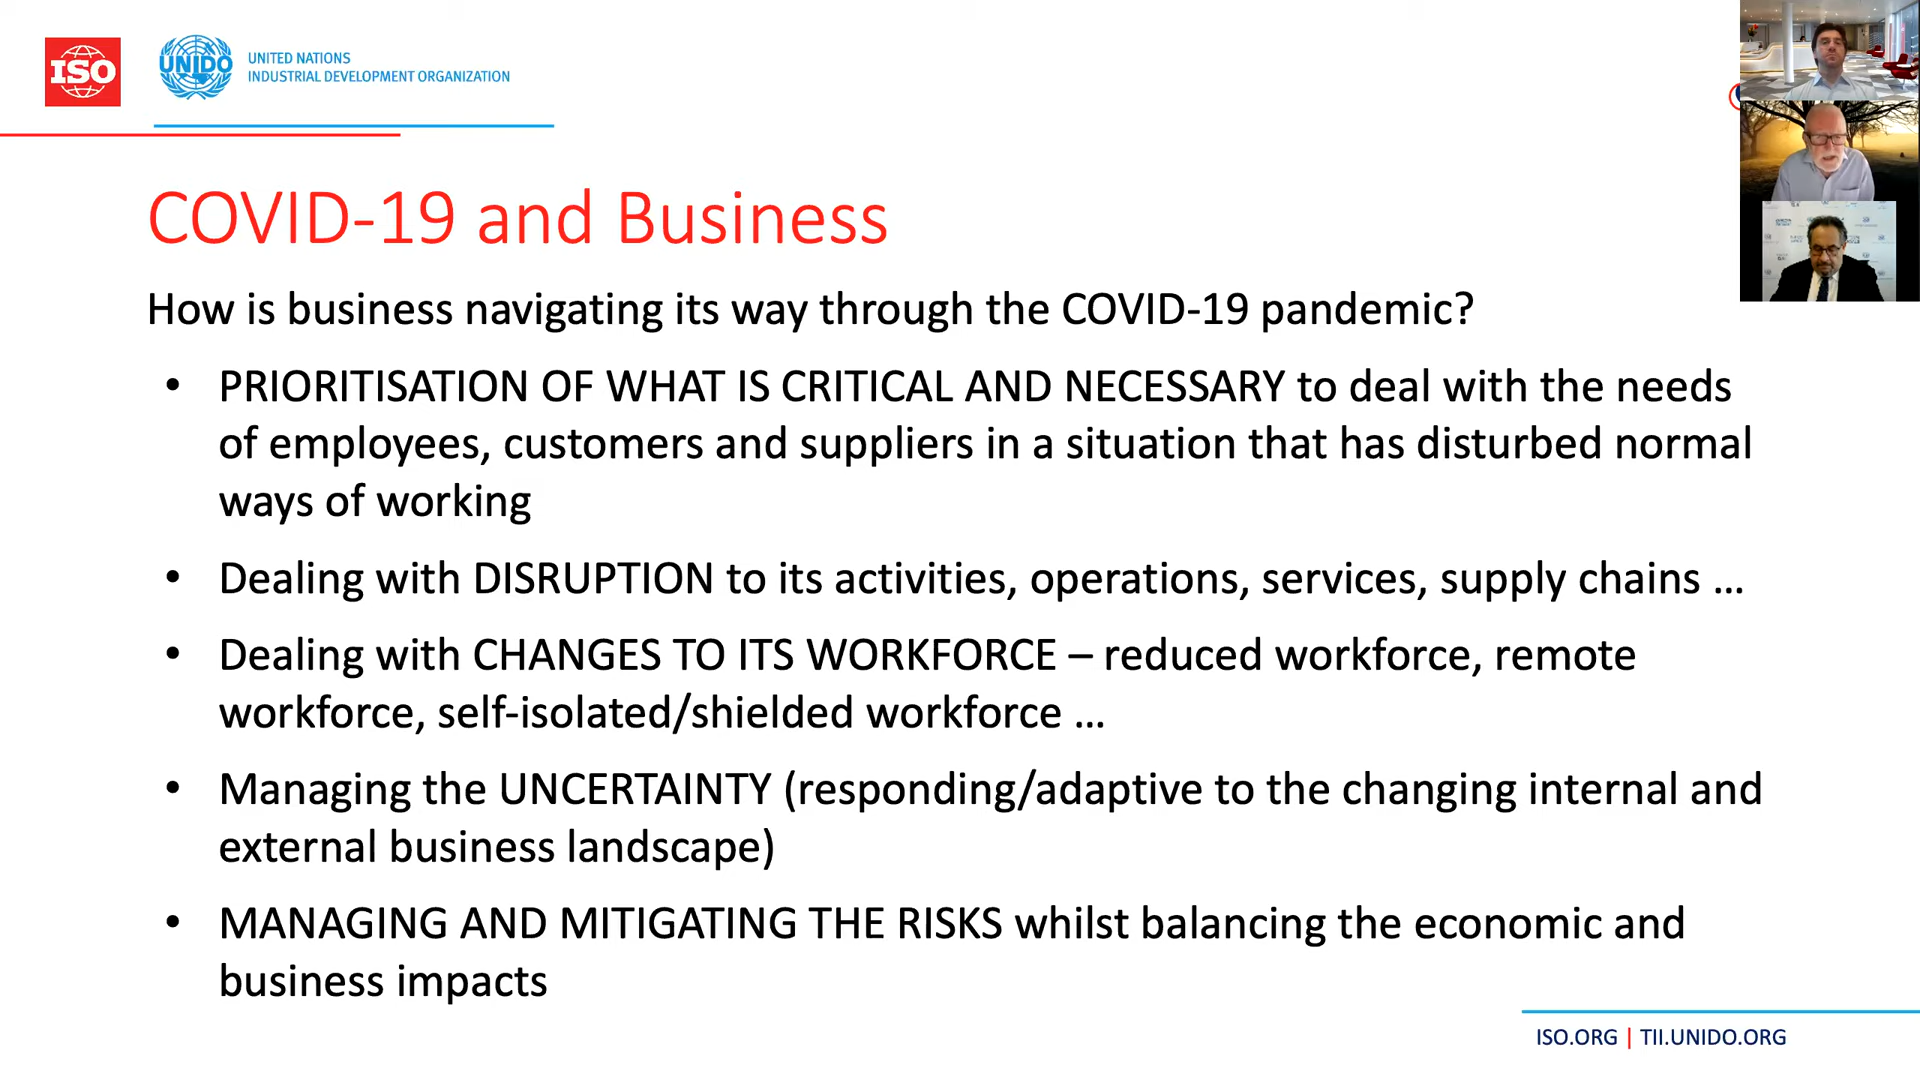 ISO
UNIDO
UNITED NATIONS
INDUSTRIAL DEVELOPMENT ORGANIZATION
COVID-19 and Business
How is business navigating its way through the COVID-19 pandemic?
• PRIORITISATION OF WHAT IS CRITICAL AND NECESSARY to deal with the needs
of employees, customers and suppliers in a situation that has disturbed normal
ways of working
• Dealing with DISRUPTION to its activities, operations, services, supply chains ...
• Dealing with CHANGES TO ITS WORKFORCE – reduced workforce, remote
workforce, self-isolated/shielded workforce ...
• Managing the UNCERTAINTY (responding/adaptive to the changing internal and
external business landscape)
• MANAGING AND MITIGATING THE RISKS whilst balancing the economic and
business impacts
ISO.ORG | TII.UNIDO.ORG